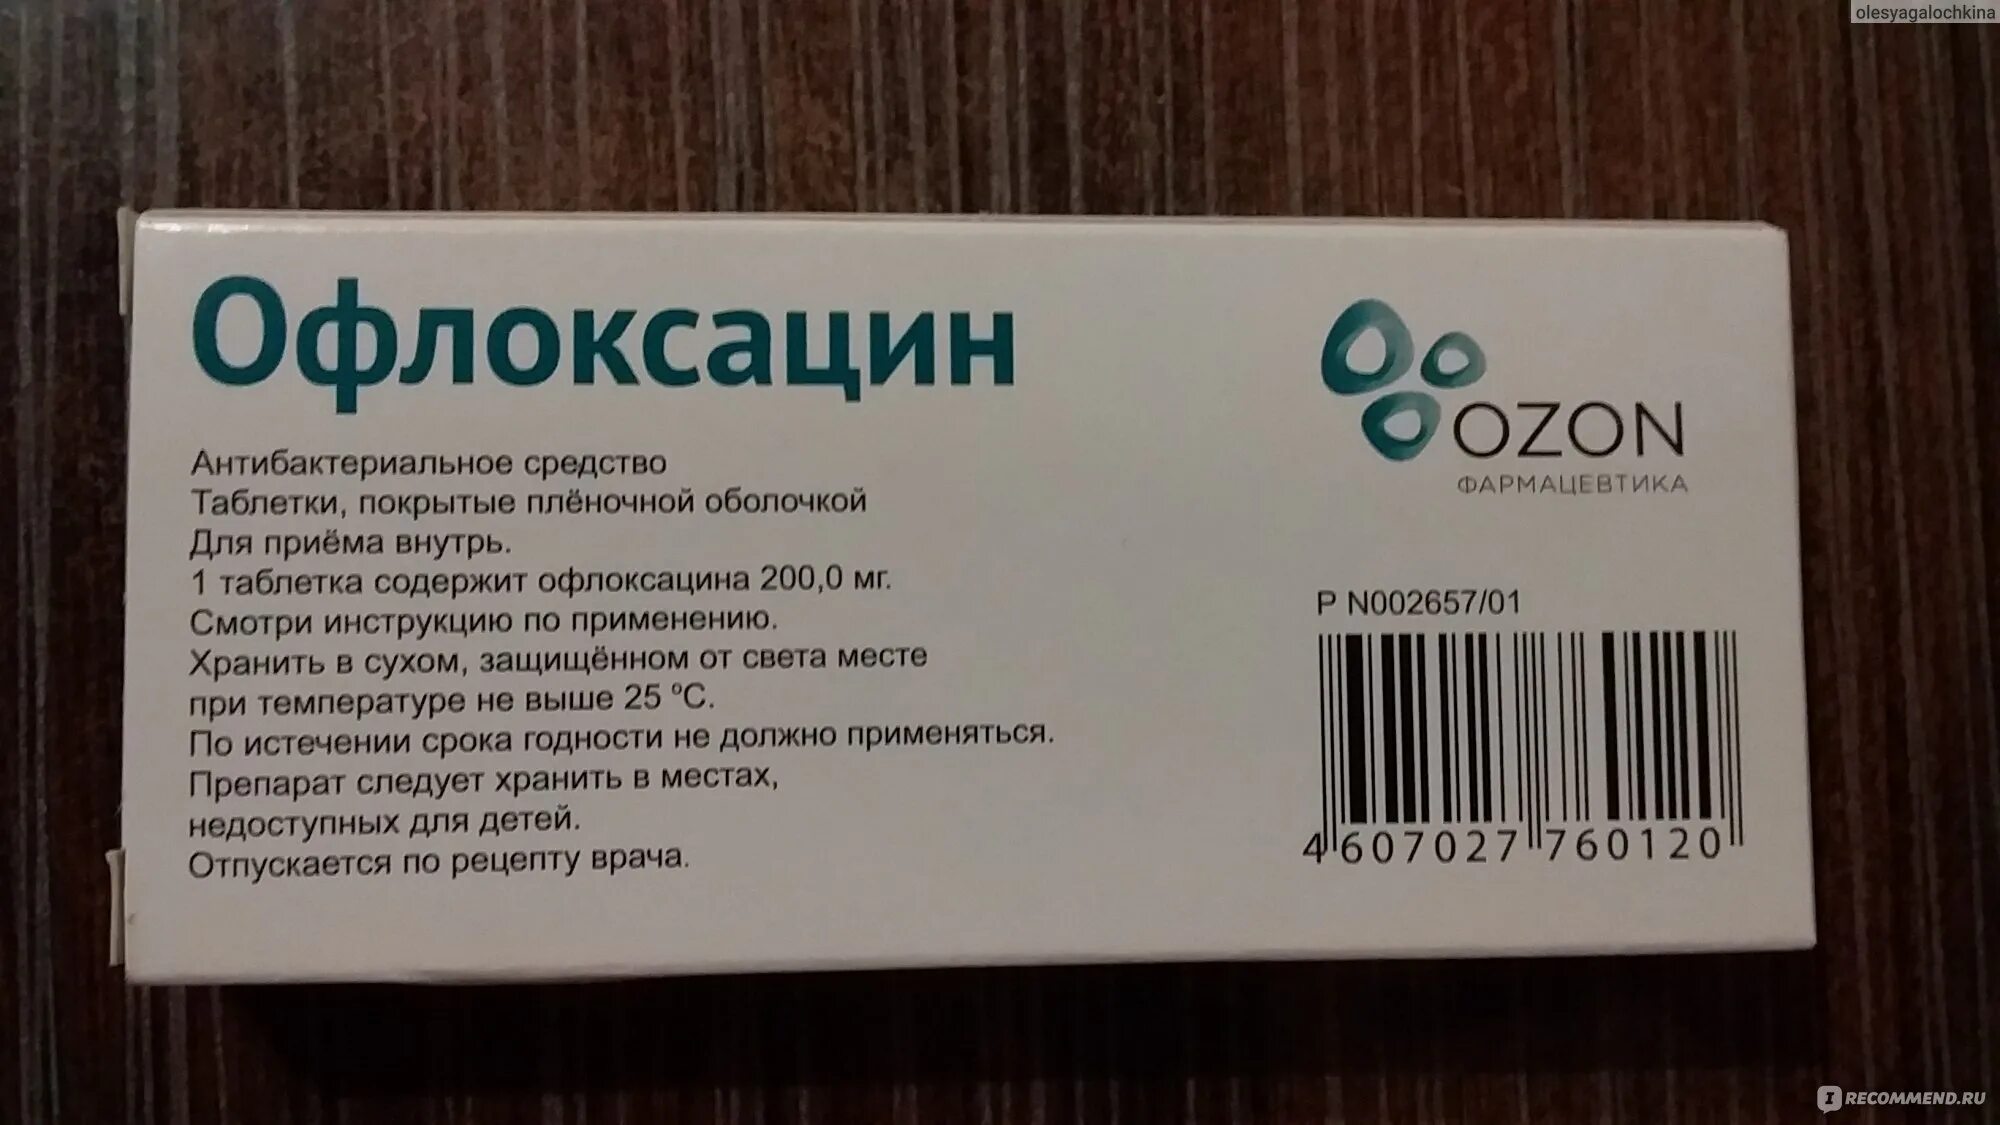 olesyagalochkina
Офлоксацин
Антибактериальное средство
Таблетки, покрытые плёночной оболочкой
Для приёма внутрь.
1 таблетка содержит офлоксацина 200,0 мг.
Смотри инструкцию по применению.
Хранить в сухом, защищённом от света месте
при температуре не выше 25 °С.
По истечении срока годности не должно применяться.
Препарат следует хранить в местах,
недоступных для детей.
Отпускается по рецепту врача.
OZON
ФАРМАЦЕВТИКА
P N002657/01
4 607027 760120
I RECOMMEND.RU